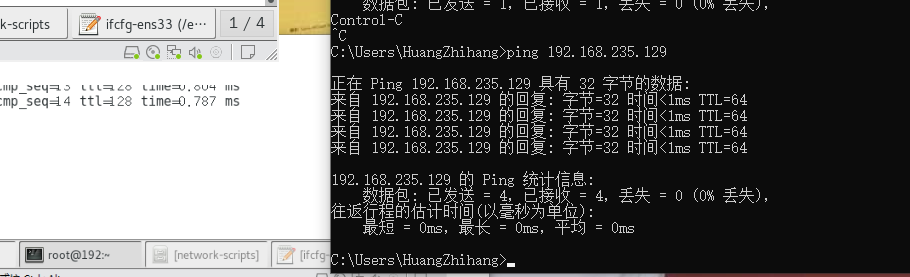 数据包: 已发送 = 1, 已接收 = 1, 丢失 = 0 (0% 丢失),
Control-C
^C
C:\Users\HuangZhihang>ping 192.168.235.129
正在 Ping 192.168.235.129 具有 32 字节的数据:
来自 192.168.235.129 的回复: 字节=32 时间<1ms TTL=64
来自 192.168.235.129 的回复: 字节=32 时间<1ms TTL=64
来自 192.168.235.129 的回复: 字节=32 时间<1ms TTL=64
来自 192.168.235.129 的回复: 字节=32 时间<1ms TTL=64
192.168.235.129 的 Ping 统计信息:
数据包: 已发送 = 4, 已接收 = 4, 丢失 = 0 (0% 丢失),
往返行程的估计时间(以毫秒为单位):
最短 = 0ms, 最长 = 0ms, 平均 = 0ms
C:\Users\HuangZhihang>
rk-scripts
ifcfg-ens33 (/e...
1 / 4
cmp_seq=13 ttl=128 time=0.804 ms
cmp_seq=14 ttl=128 time=0.787 ms
root@192:~
[network-scripts]
[ifcfg-